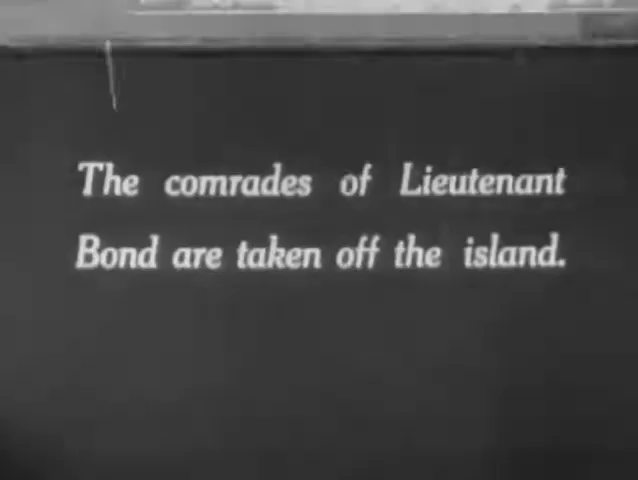 The comrades of Lieutenant
Bond are taken off the island.